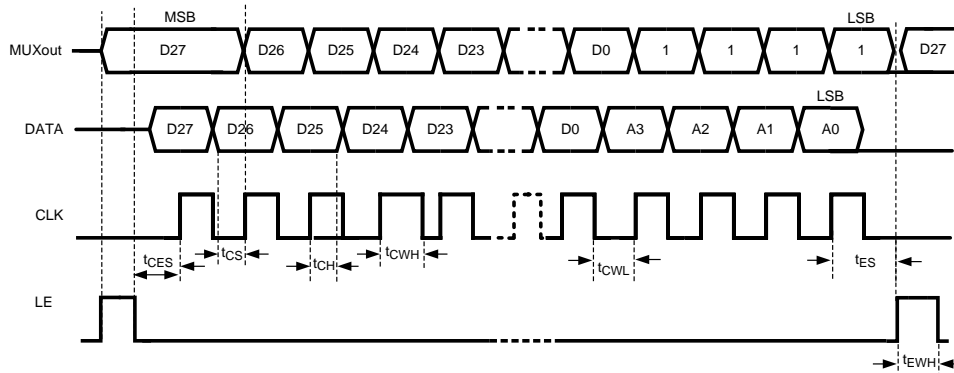 MSB LSB
MUXout D27 D26 D25 D24 D23 D0 1 1 1 1 D27
LSB
DATA D27 D26 D25 D24 D23 D0 A3 A2 A1 A0
CLK
tCES tCS tCH tCWH tCWL tES
LE
tEWH